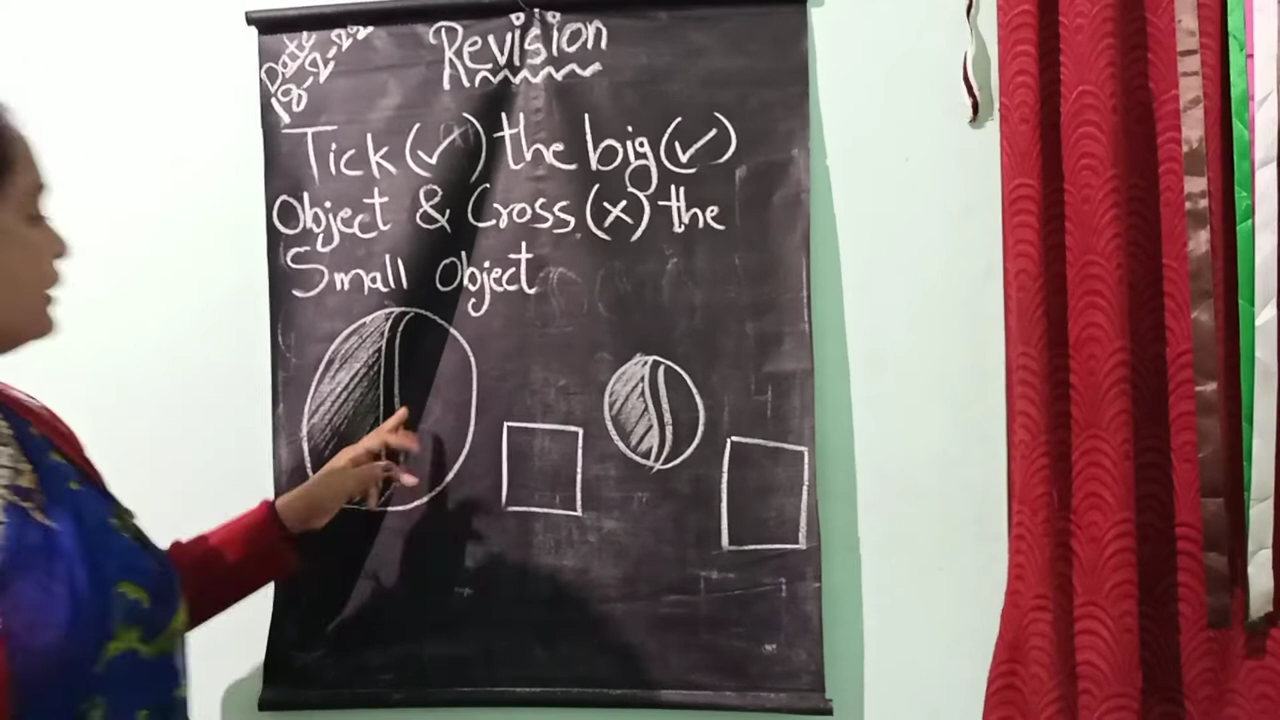 Date
18-2-22
Revision
Tick (✓) the big (✓)
Object & Cross (x) the
Small Object